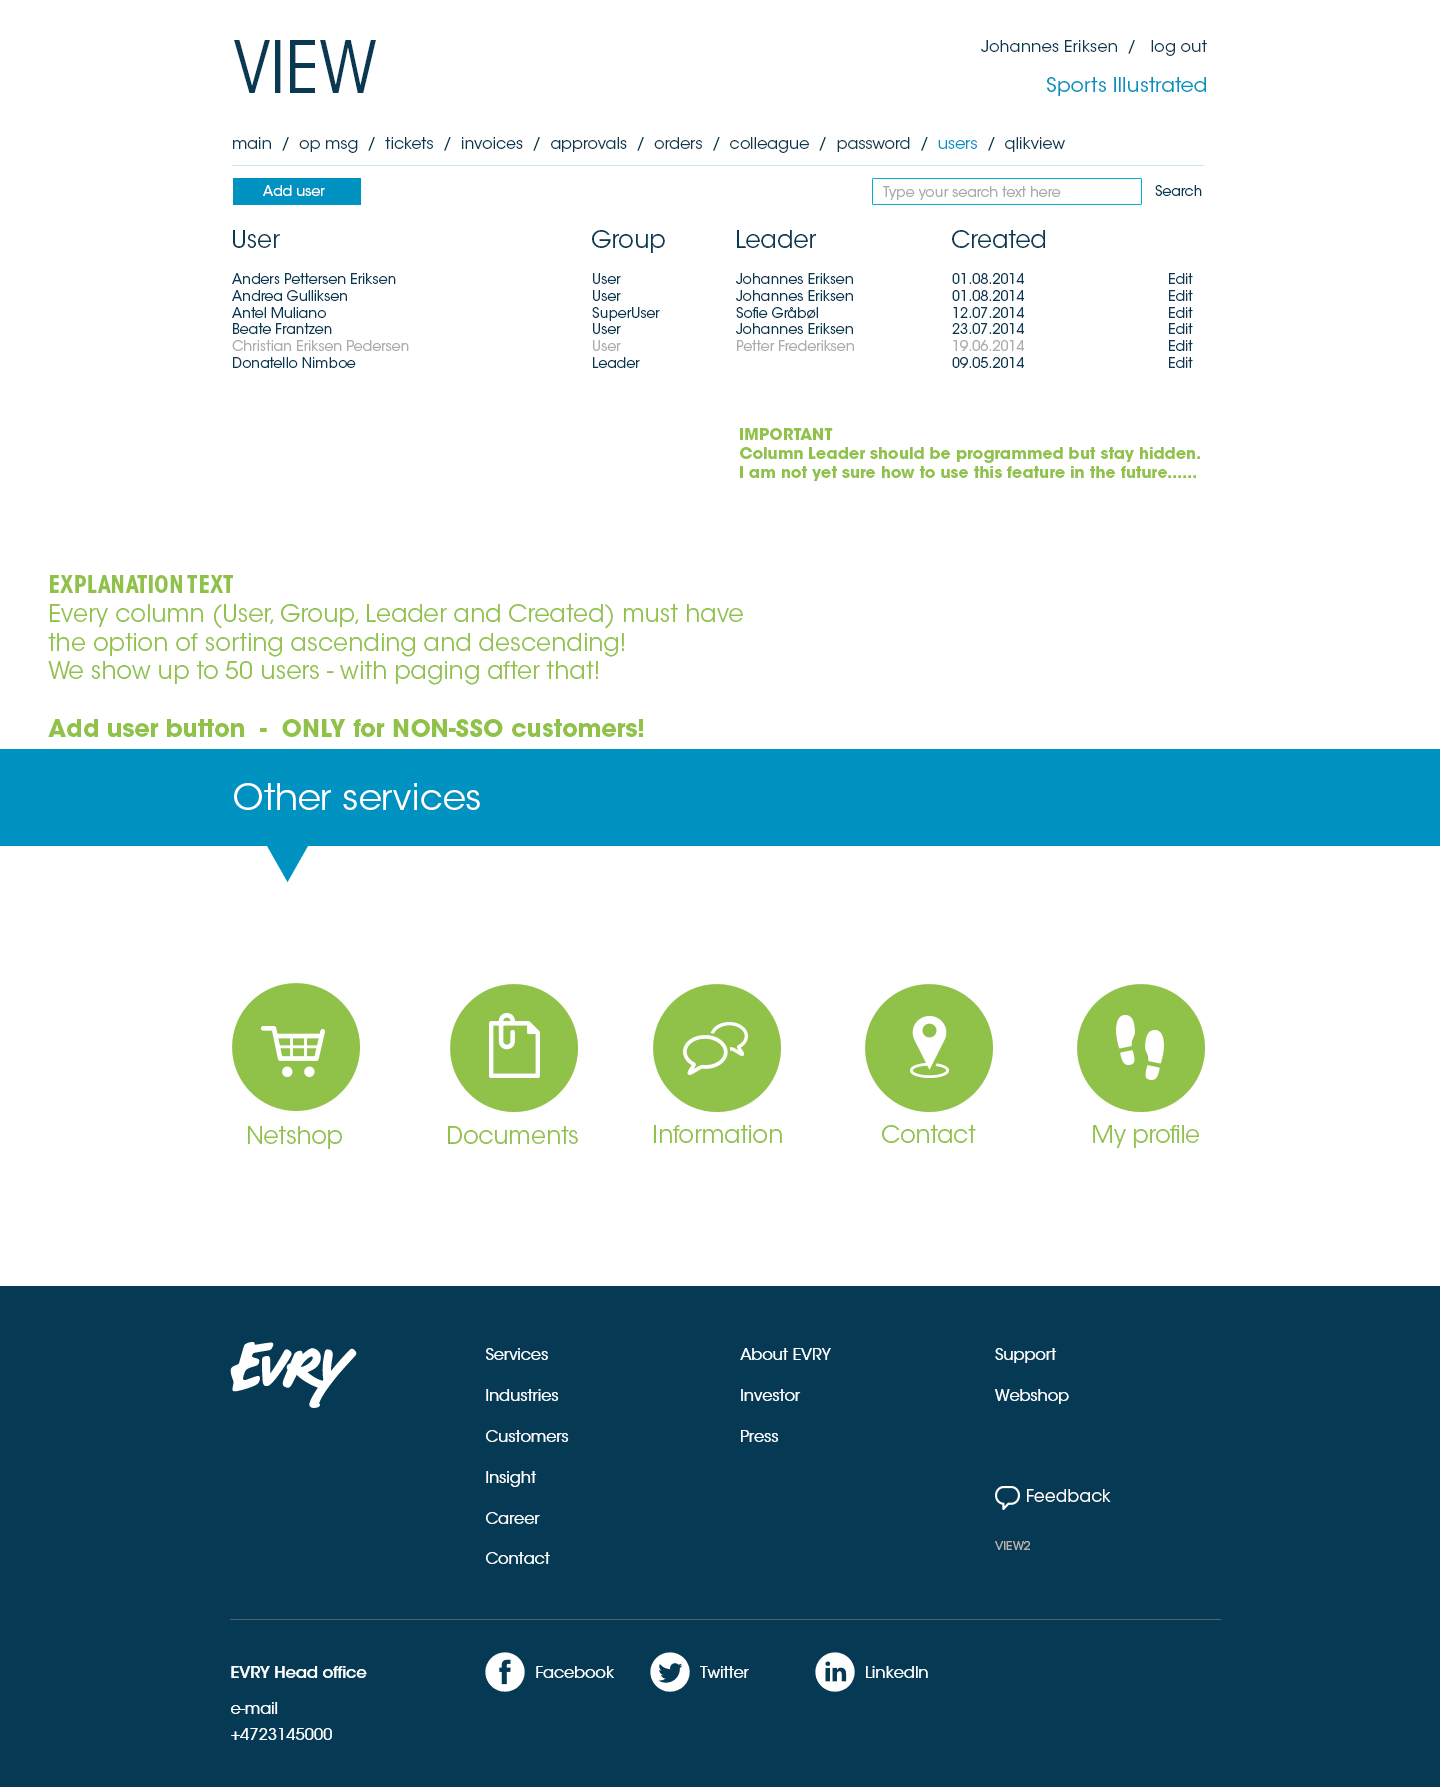 VIEW
Johannes Eriksen / log out
Sports Illustrated
main / op msg / tickets / invoices / approvals / orders / colleague / password / users / qlikview
Add user
Type your search text here
Search
User Group Leader Created
Anders Pettersen Eriksen User Johannes Eriksen 01.08.2014 Edit
Andrea Gulliksen User Johannes Eriksen 01.08.2014 Edit
Antel Muliano SuperUser Sofie Gråbøl 12.07.2014 Edit
Beate Frantzen User Johannes Eriksen 23.07.2014 Edit
Christian Eriksen Pedersen User Petter Frederiksen 19.06.2014 Edit
Donatello Nimboe Leader 09.05.2014 Edit
IMPORTANT
Column Leader should be programmed but stay hidden.
I am not yet sure how to use this feature in the future......
EXPLANATION TEXT
Every column (User, Group, Leader and Created) must have
the option of sorting ascending and descending!
We show up to 50 users - with paging after that!
Add user button - ONLY for NON-SSO customers!
Other services
Netshop
Documents
Information
Contact
My profile
EVRY
Services
Industries
Customers
Insight
Career
Contact
About EVRY
Investor
Press
Support
Webshop
Feedback
VIEW2
EVRY Head office
e-mail
+4723145000
Facebook
Twitter
LinkedIn